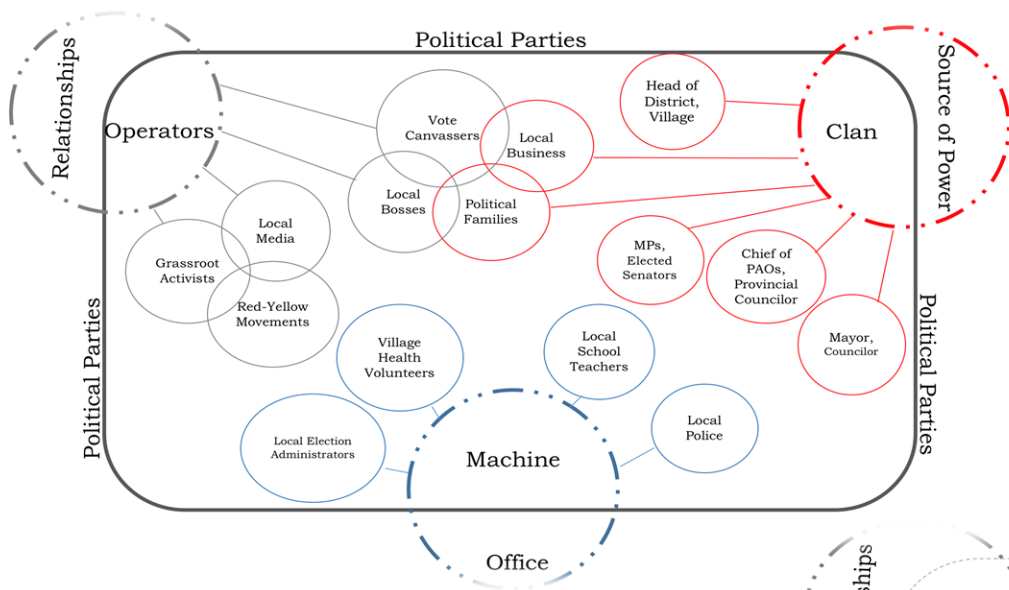 Political Parties
Relationships
Operators
Vote
Canvassers
Local
Business
Head of
District,
Village
Clan
Source of Power
Local
Bosses
Political
Families
Local
Media
Grassroot
Activists
Red-Yellow
Movements
MPs,
Elected
Senators
Chief of
PAOs,
Provincial
Councilor
Mayor,
Councilor
Political Parties
Political Parties
Village
Health
Volunteers
Local
School
Teachers
Local Election
Administrators
Local
Police
Machine
Office